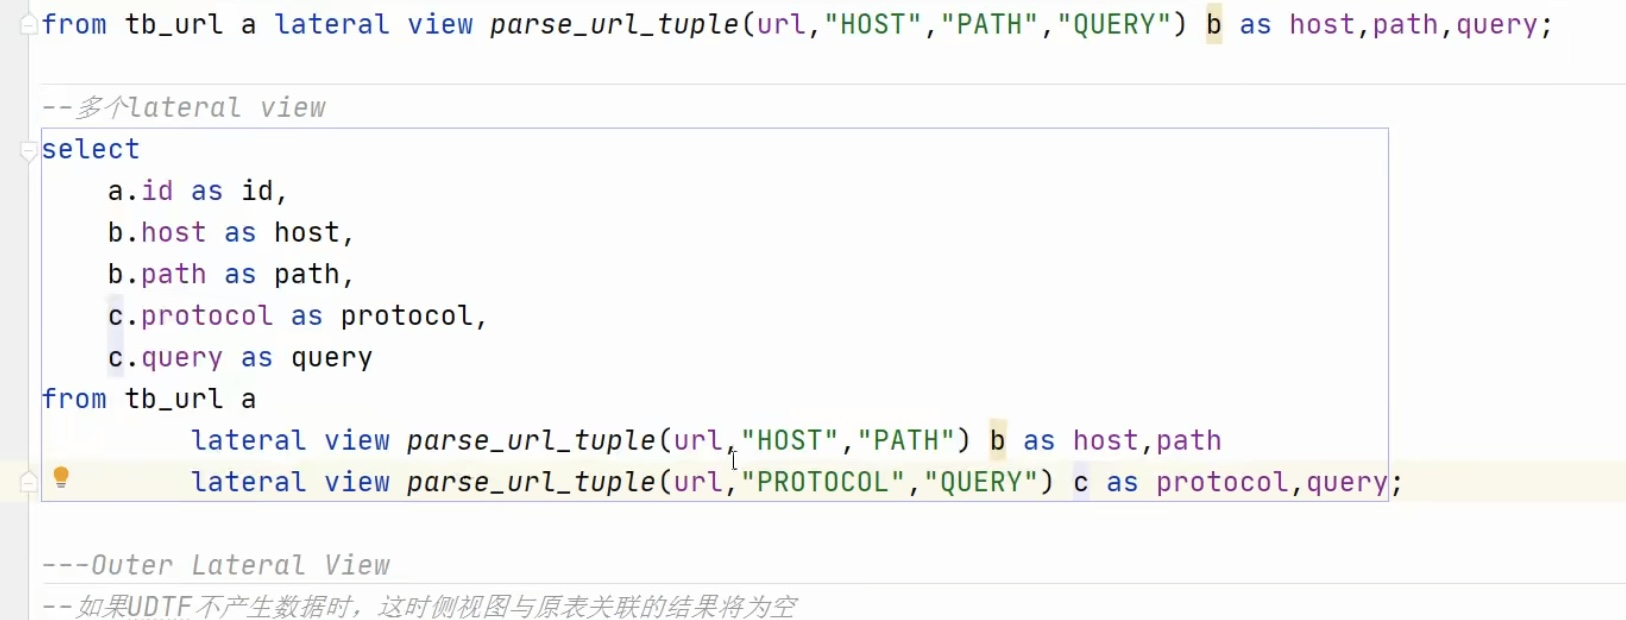 from tb_url a lateral view parse_url_tuple(url,"HOST","PATH","QUERY") b as host,path,query;
--多个lateral view
select
    a.id as id,
    b.host as host,
    b.path as path,
    c.protocol as protocol,
    c.query as query
from tb_url a
         lateral view parse_url_tuple(url,"HOST","PATH") b as host,path
         lateral view parse_url_tuple(url,"PROTOCOL","QUERY") c as protocol,query;
---Outer Lateral View
--如果UDTF不产生数据时，这时侧视图与原表关联的结果将为空